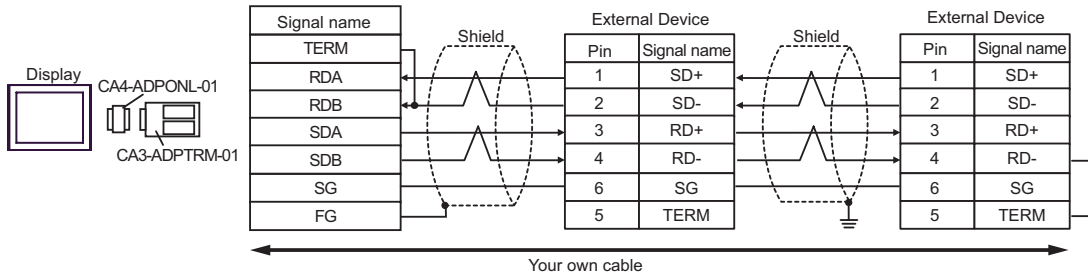 Display
CA4-ADPONL-01
CA3-ADPTRM-01
Signal name
TERM
RDA
RDB
SDA
SDB
SG
FG
Shield
External Device
Pin Signal name
1 SD+
2 SD-
3 RD+
4 RD-
6 SG
5 TERM
Shield
External Device
Pin Signal name
1 SD+
2 SD-
3 RD+
4 RD-
6 SG
5 TERM
Your own cable